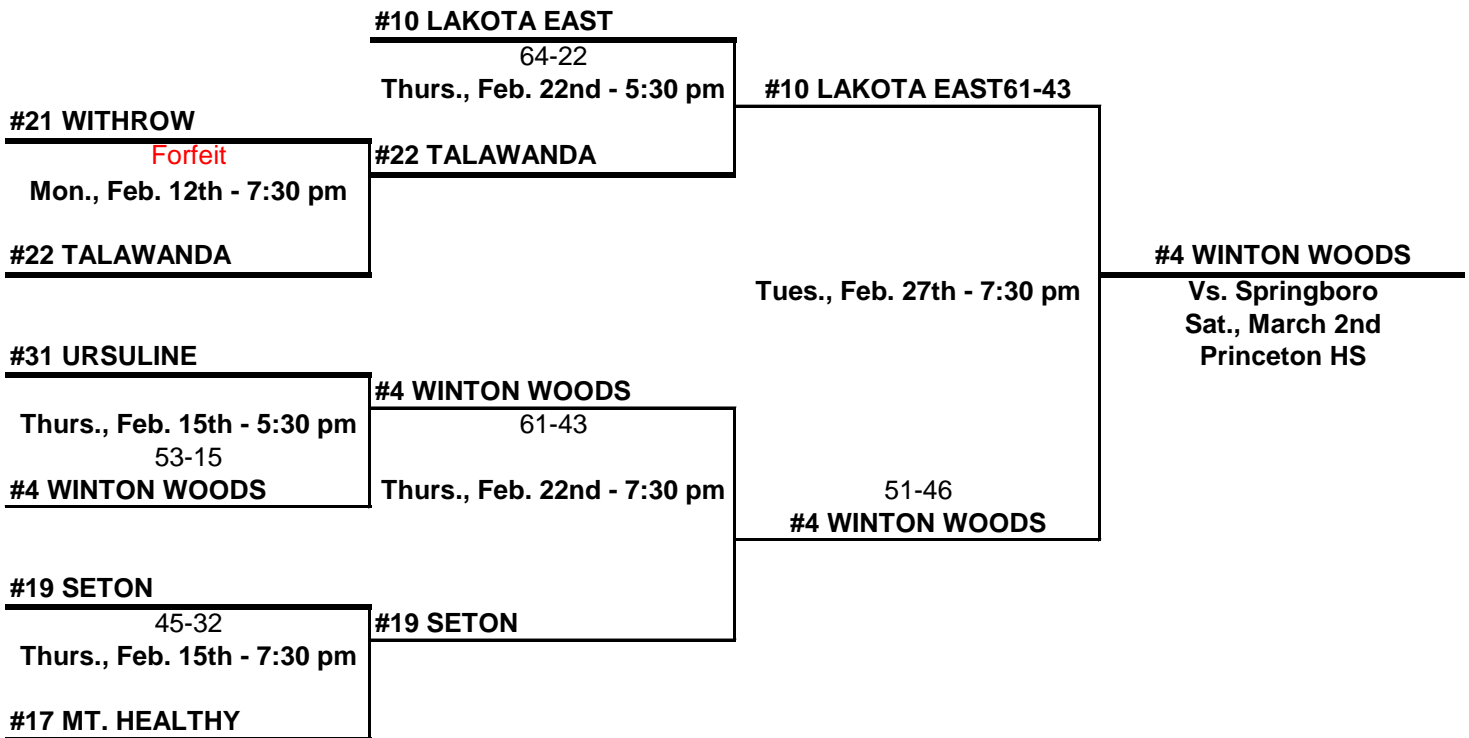 #10 LAKOTA EAST
64-22
Thurs., Feb. 22nd - 5:30 pm
#10 LAKOTA EAST61-43
#21 WITHROW
Forfeit
#22 TALAWANDA
Mon., Feb. 12th - 7:30 pm
#22 TALAWANDA
#4 WINTON WOODS
Tues., Feb. 27th - 7:30 pm
Vs. Springboro
Sat., March 2nd
Princeton HS
#31 URSULINE
#4 WINTON WOODS
Thurs., Feb. 15th - 5:30 pm
61-43
53-15
#4 WINTON WOODS
Thurs., Feb. 22nd - 7:30 pm
51-46
#4 WINTON WOODS
#19 SETON
45-32
#19 SETON
Thurs., Feb. 15th - 7:30 pm
#17 MT. HEALTHY